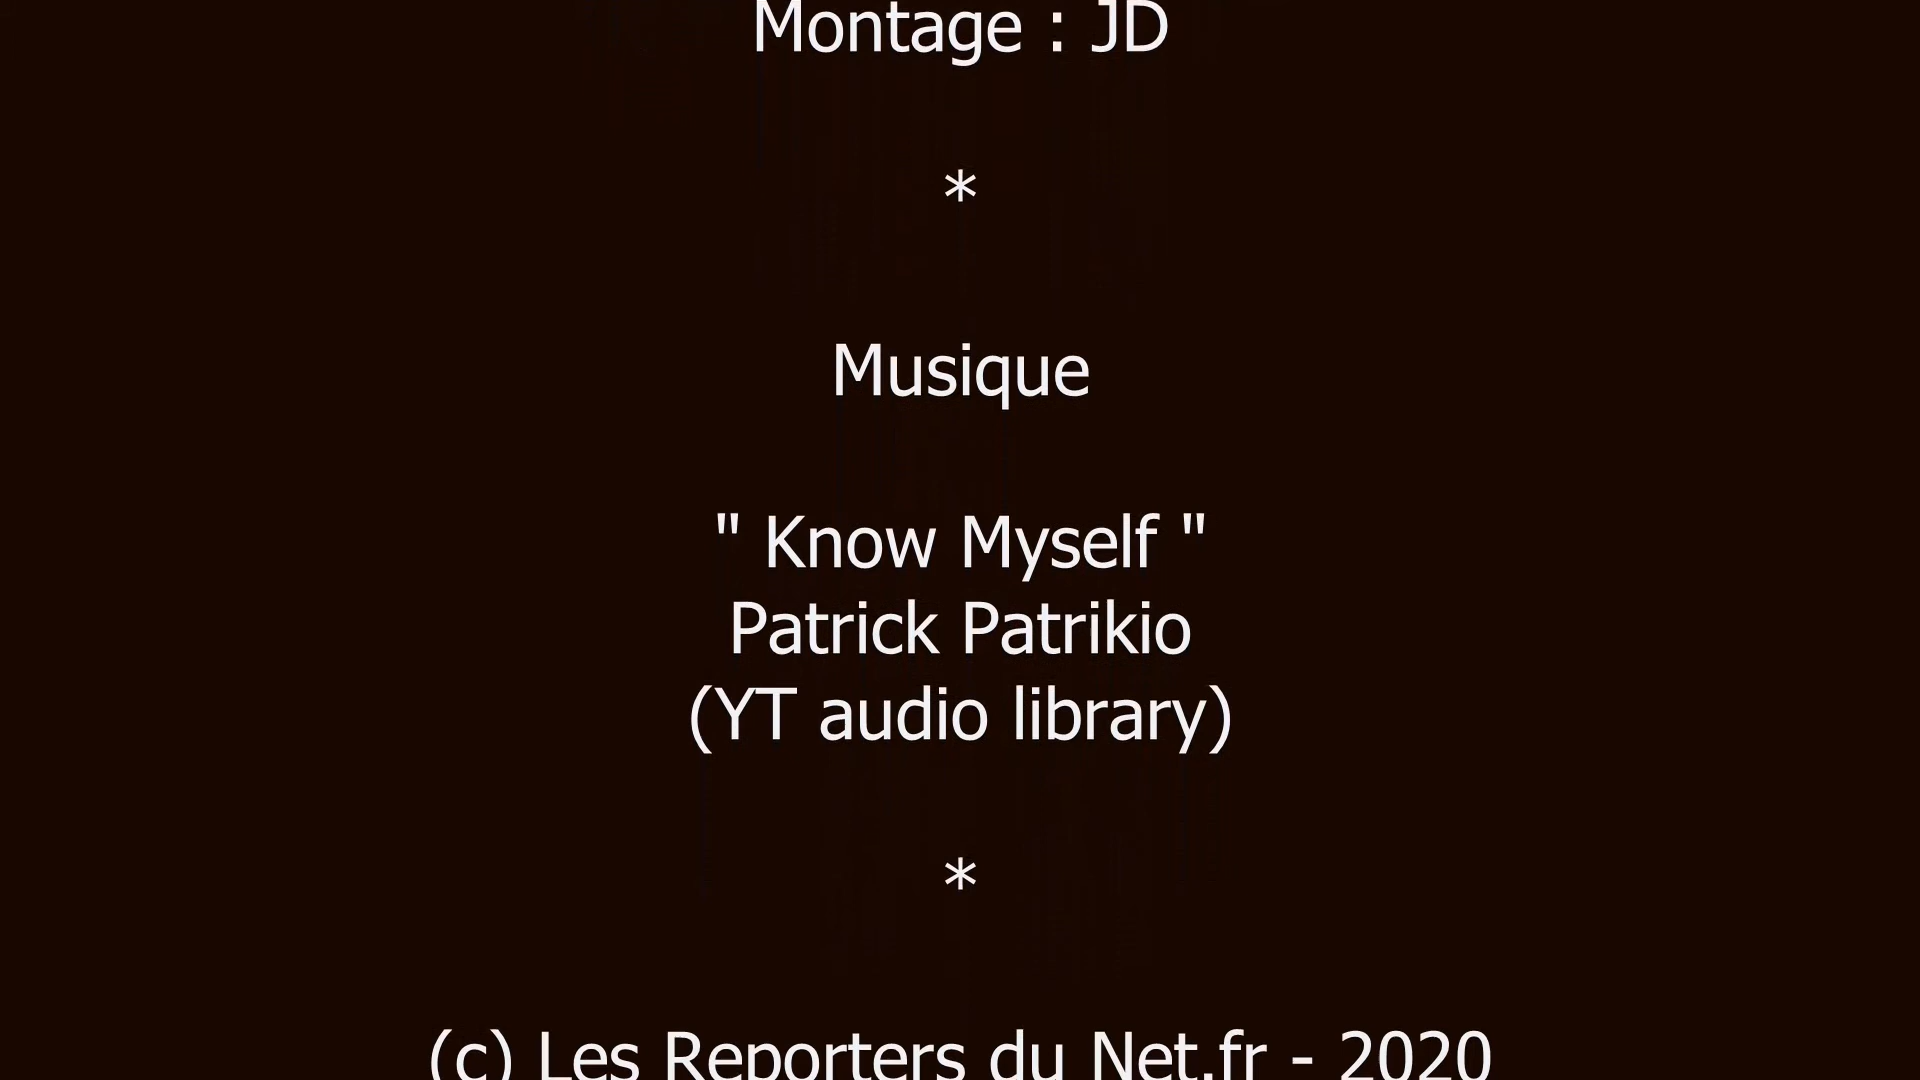 Montage : JD
*
Musique
" Know Myself "
Patrick Patrikio
(YT audio library)
*
(c) Les Reporters du Net.fr - 2020